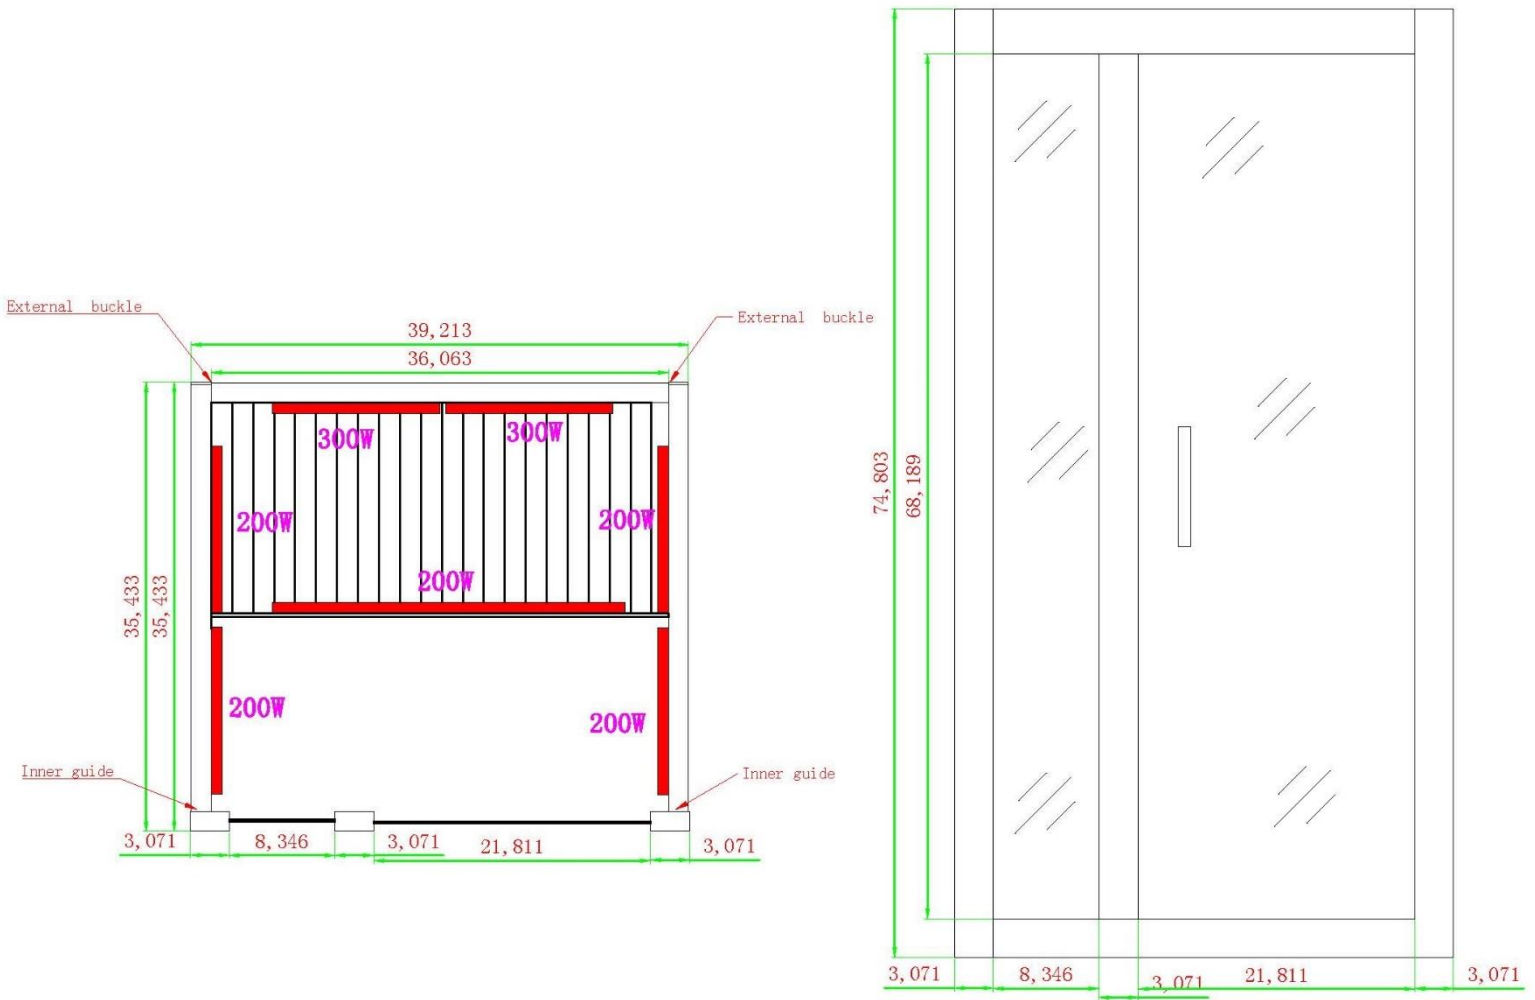 External buckle
39,213
External buckle
36,063
300W
300W
200W
200W
200W
35,433
35,433
200W
200W
Inner guide
Inner guide
3,071
8,346
3,071
21,811
3,071
74,803
68,189
3,071
8,346
3,071
21,811
3,071